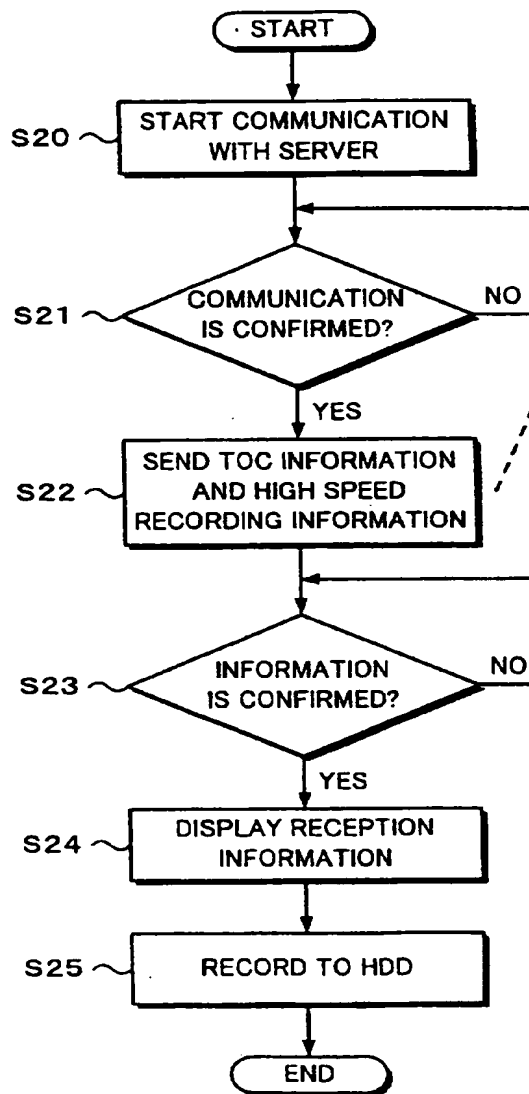 START
S20
START COMMUNICATION
WITH SERVER
S21
COMMUNICATION
IS CONFIRMED?
NO
YES
S22
SEND TOC INFORMATION
AND HIGH SPEED
RECORDING INFORMATION
S23
INFORMATION
IS CONFIRMED?
NO
YES
S24
DISPLAY RECEPTION
INFORMATION
S25
RECORD TO HDD
END